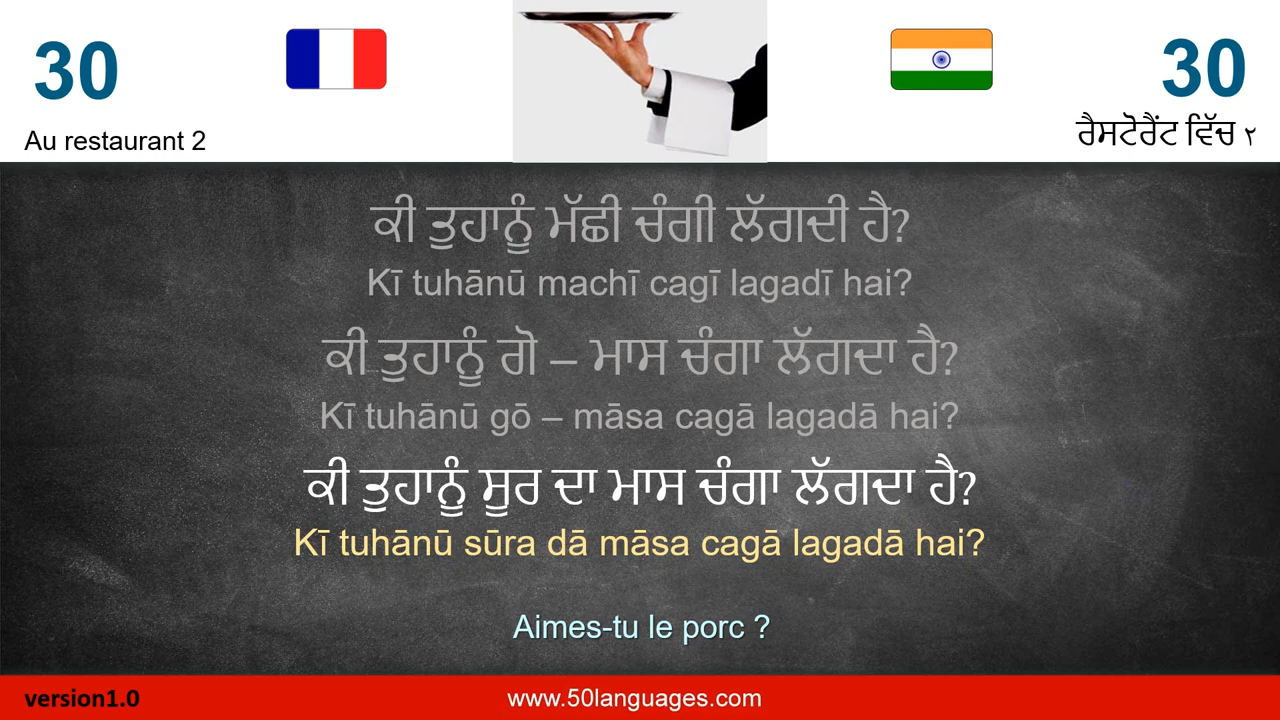 30
30
Au restaurant 2
ਰੈਸਟੋਰੈਂਟ ਵਿੱਚ ੨
ਕੀ ਤੁਹਾਨੂੰ ਮੱਛੀ ਚੰਗੀ ਲੱਗਦੀ ਹੈ?
Kī tuhānū machī cagī lagadī hai?
ਕੀ ਤੁਹਾਨੂੰ ਗੋ – ਮਾਸ ਚੰਗਾ ਲੱਗਦਾ ਹੈ?
Kī tuhānū gō – māsa cagā lagadā hai?
ਕੀ ਤੁਹਾਨੂੰ ਸੂਰ ਦਾ ਮਾਸ ਚੰਗਾ ਲੱਗਦਾ ਹੈ?
Kī tuhānū sūra dā māsa cagā lagadā hai?
Aimes-tu le porc ?
version1.0
www.50languages.com